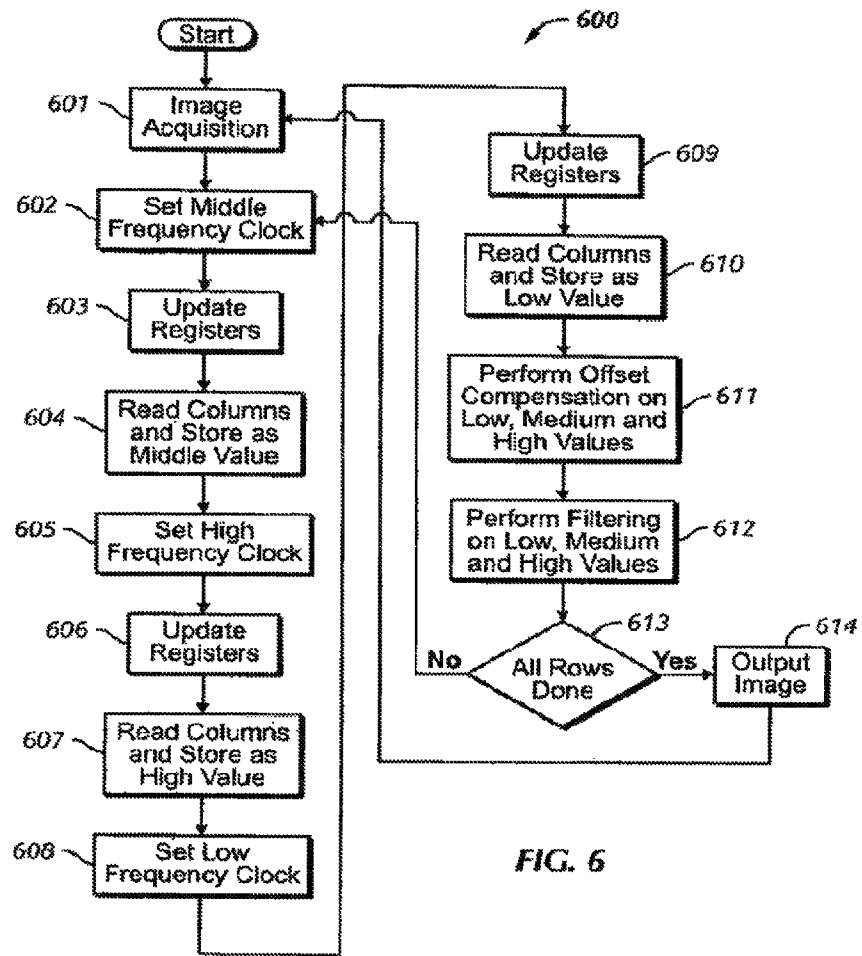 600
Start
601
Image
Acquisition
602
Set Middle
Frequency Clock
603
Update
Registers
604
Read Columns
and Store as
Middle Value
605
Set High
Frequency Clock
606
Update
Registers
607
Read Columns
and Store as
High Value
608
Set Low
Frequency Clock
Update
Registers
609
Read Columns
and Store as
Low Value
610
Perform Offset
Compensation on
Low, Medium and
High Values
611
Perform Filtering
on Low, Medium
and High Values
612
613
No
All Rows
Done
Yes
614
Output
Image
FIG. 6